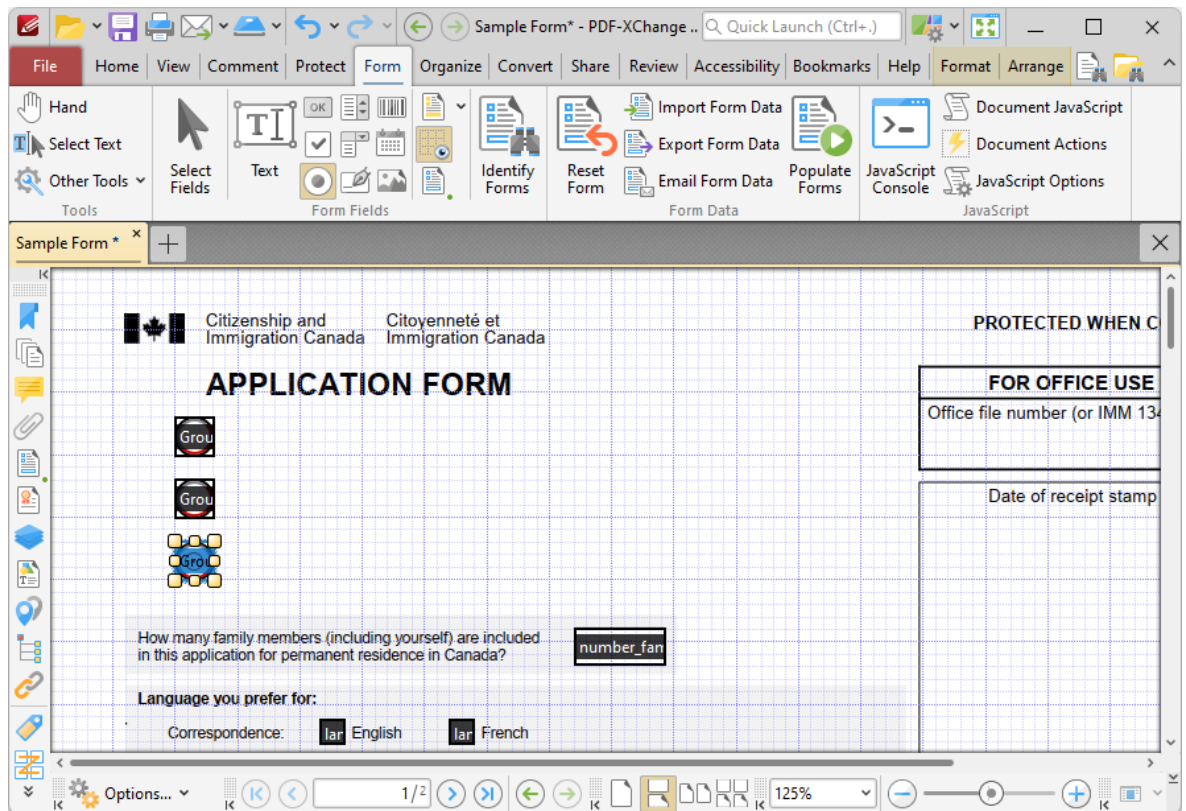 Sample Form* - PDF-XChange .. Quick Launch (Ctrl+.)
File Home View Comment Protect Form Organize Convert Share Review Accessibility Bookmarks Help Format Arrange
Hand
Select Text
Other Tools
Tools
Select Fields
Text
OK
Form Fields
Identify Forms
Reset Form
Import Form Data
Export Form Data
Email Form Data
Populate Forms
Form Data
JavaScript Console
Document JavaScript
Document Actions
JavaScript Options
JavaScript
Sample Form *
Citizenship and Immigration Canada
Citoyenneté et Immigration Canada
PROTECTED WHEN C
APPLICATION FORM
FOR OFFICE USE
Office file number (or IMM 134
Grou
Grou
Date of receipt stamp
Grou
How many family members (including yourself) are included
in this application for permanent residence in Canada?
number_fan
Language you prefer for:
Correspondence: lar English lar French
Options... 1/2 125%